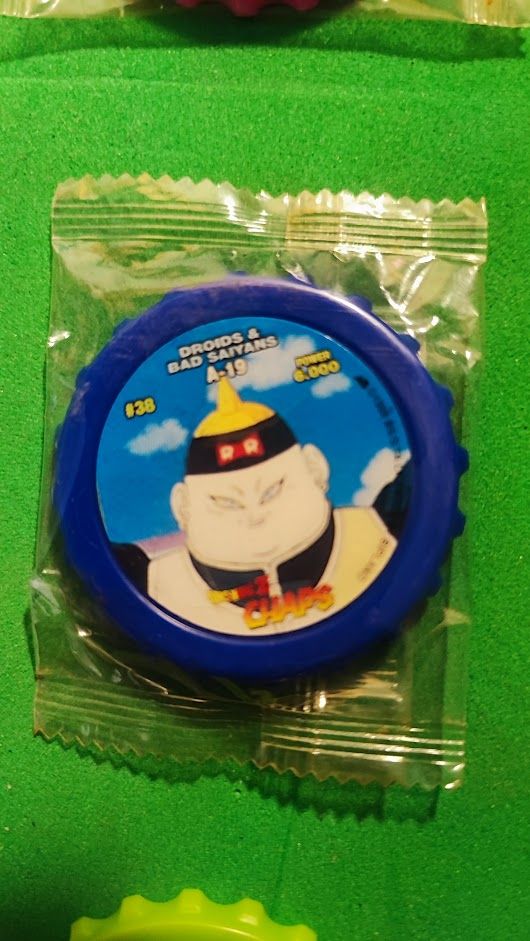 DROIDS &
BAD SAIYANS
A-19
POWER
6.000
#38
R R
CHAPS